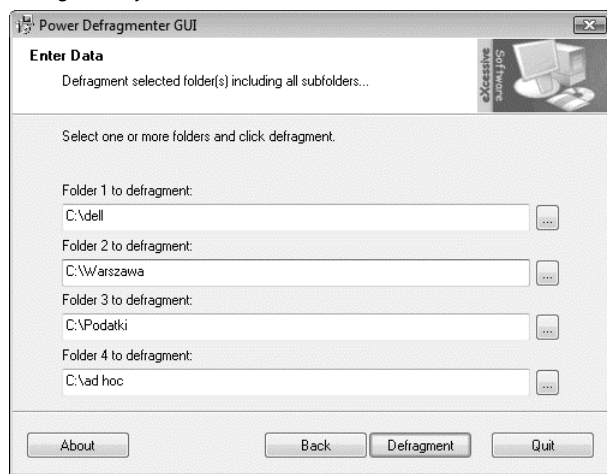 Power Defragmenter GUI
Enter Data
Defragment selected folder(s) including all subfolders...
eXcessive
Software
Select one or more folders and click defragment.
Folder 1 to defragment:
C:\dell
...
Folder 2 to defragment:
C:\Warszawa
...
Folder 3 to defragment:
C:\Podatki
...
Folder 4 to defragment:
C:\ad hoc
...
About
Back
Defragment
Quit